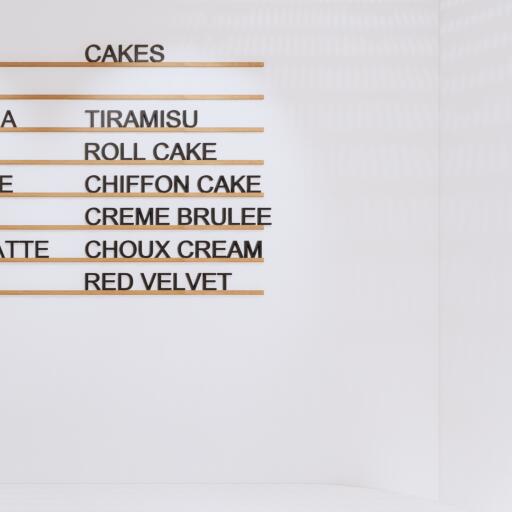 CAKES
A TIRAMISU
ROLL CAKE
E CHIFFON CAKE
CREME BRULEE
ATTE CHOUX CREAM
RED VELVET